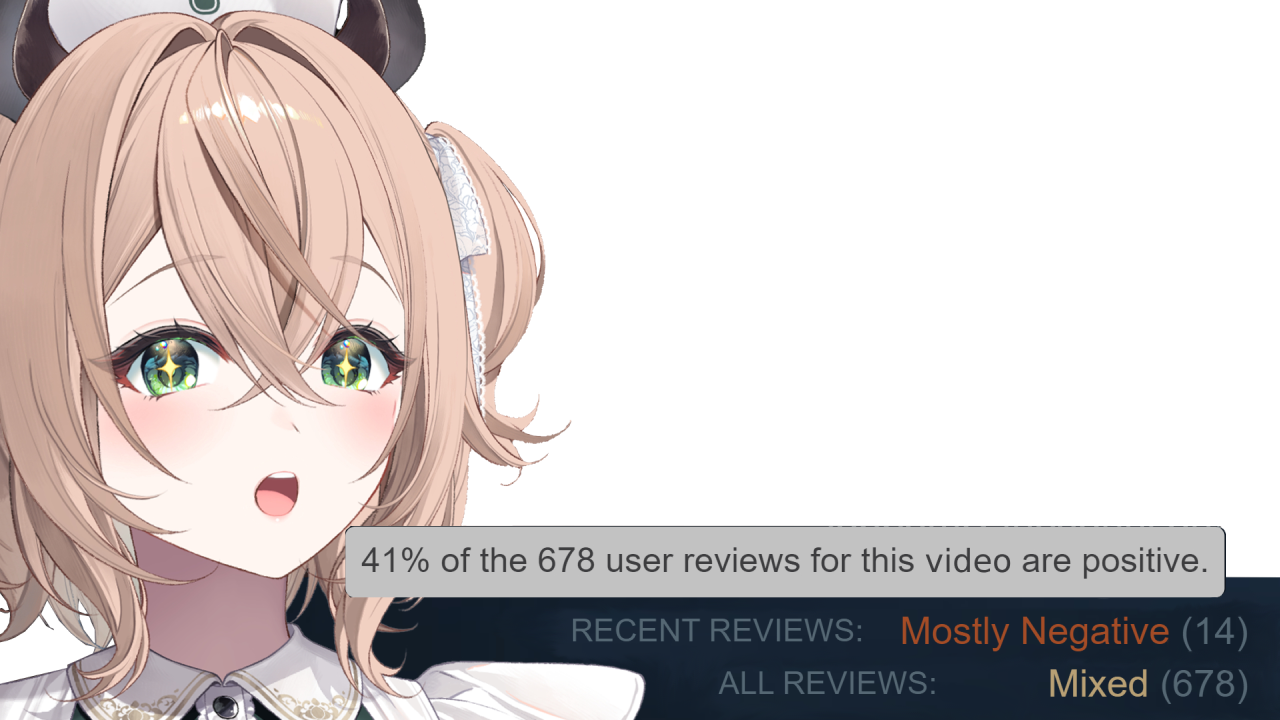 41% of the 678 user reviews for this video are positive.
RECENT REVIEWS: Mostly Negative (14)
ALL REVIEWS: Mixed (678)